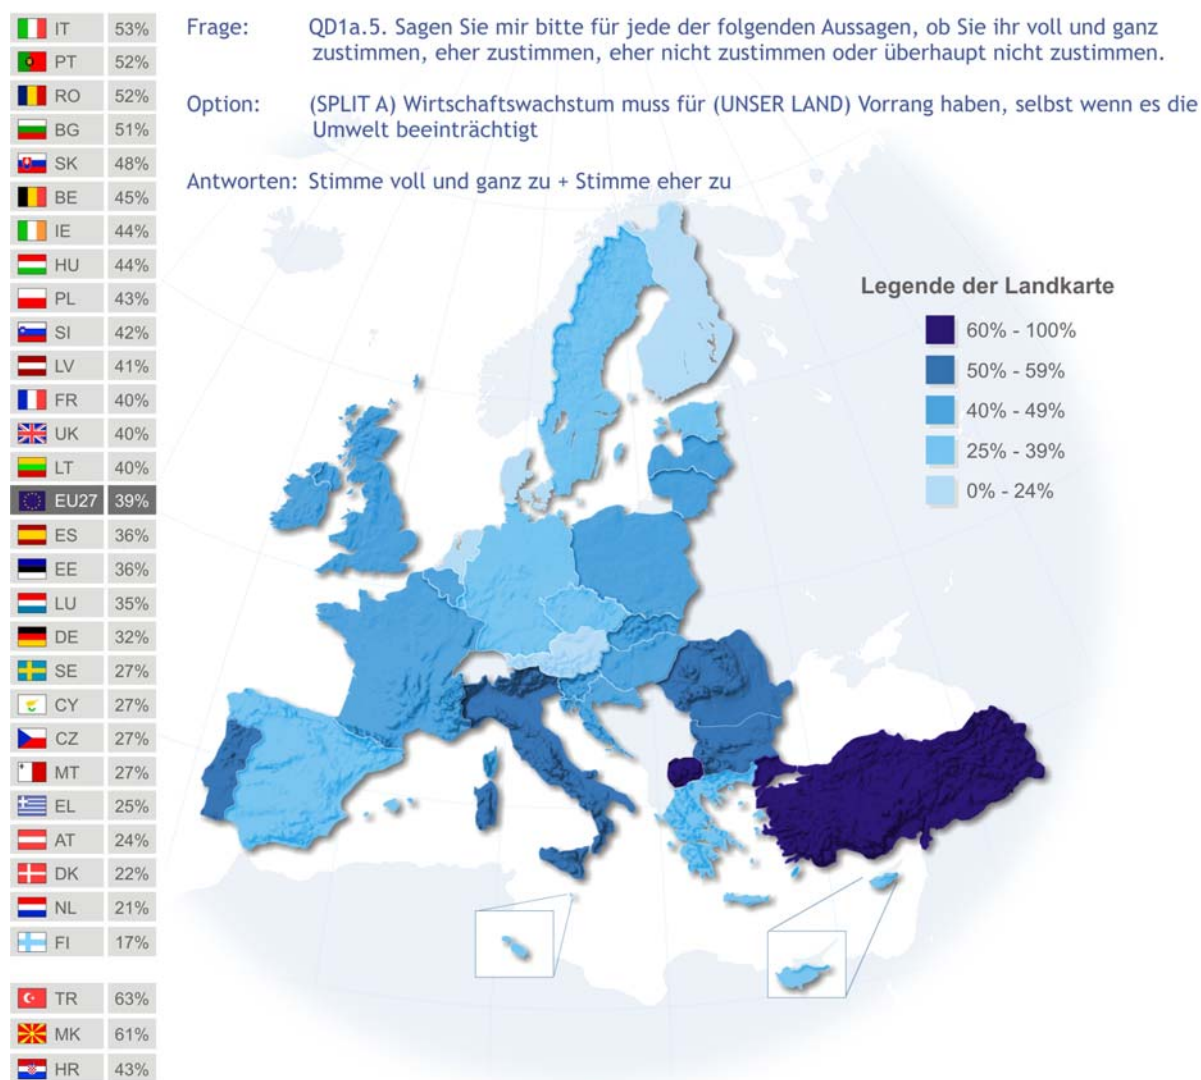 Frage: QD1a.5. Sagen Sie mir bitte für jede der folgenden Aussagen, ob Sie ihr voll und ganz
zustimmen, eher zustimmen, eher nicht zustimmen oder überhaupt nicht zustimmen.
Option: (SPLIT A) Wirtschaftswachstum muss für (UNSER LAND) Vorrang haben, selbst wenn es die
Umwelt beeinträchtigt
Antworten: Stimme voll und ganz zu + Stimme eher zu
IT 53%
PT 52%
RO 52%
BG 51%
SK 48%
BE 45%
IE 44%
HU 44%
PL 43%
SI 42%
LV 41%
FR 40%
UK 40%
LT 40%
EU27 39%
ES 36%
EE 36%
LU 35%
DE 32%
SE 27%
CY 27%
CZ 27%
MT 27%
EL 25%
AT 24%
DK 22%
NL 21%
FI 17%
TR 63%
MK 61%
HR 43%
Legende der Landkarte
60% - 100%
50% - 59%
40% - 49%
25% - 39%
0% - 24%